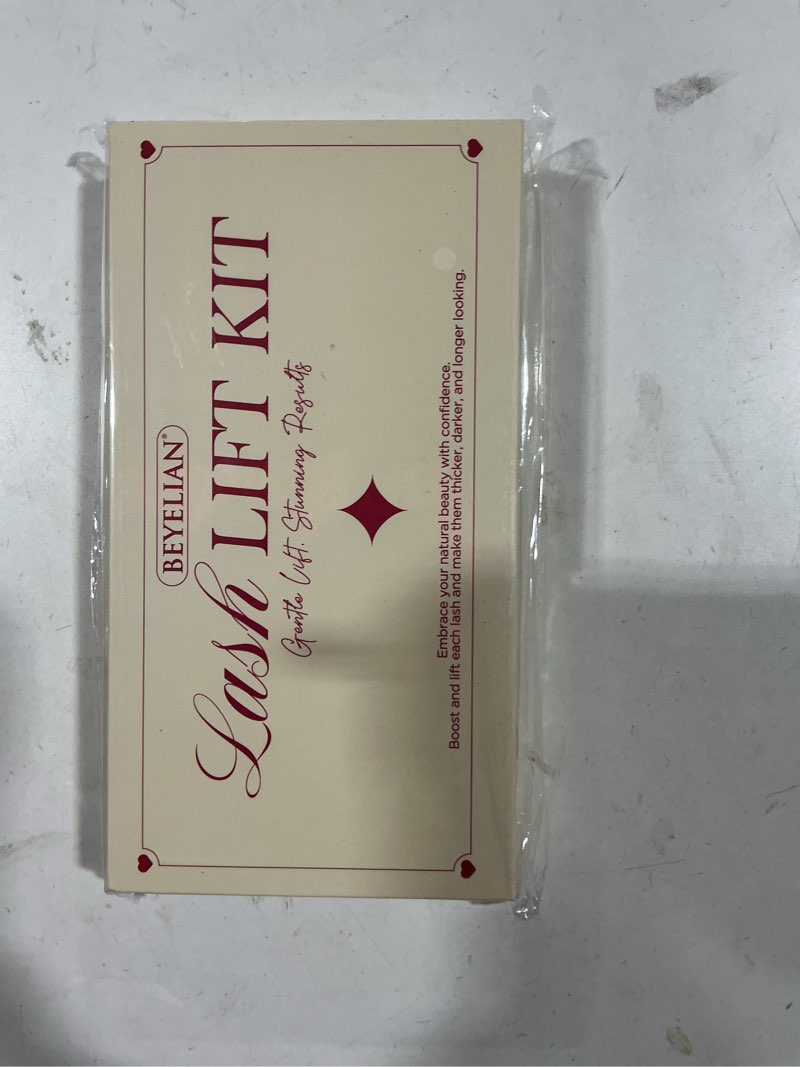 BEYELIAN®
Lash LIFT KIT
Gentle Lift. Stunning Results
Embrace your natural beauty with confidence.
Boost and lift each lash and make them thicker, darker, and longer looking.